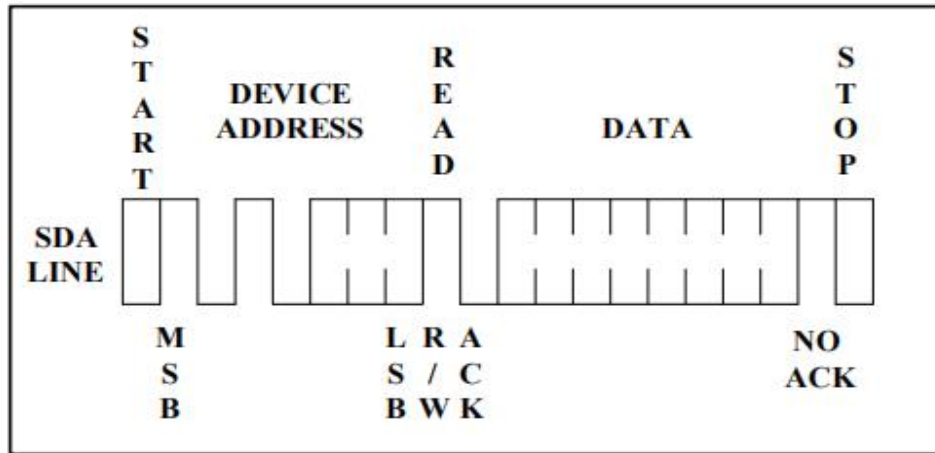 START
DEVICE
ADDRESS
READ
DATA
STOP
SDA
LINE
MSB
LSB
R/W
ACK
NO
ACK